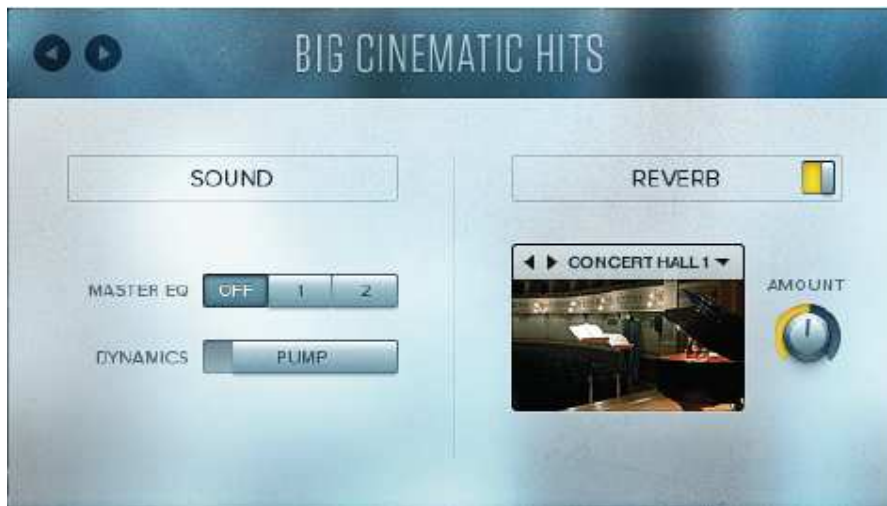 BIG CINEMATIC HITS
SOUND
MASTER EQ OFF 1 2
DYNAMICS PUMP
REVERB
CONCERT HALL 1
AMOUNT